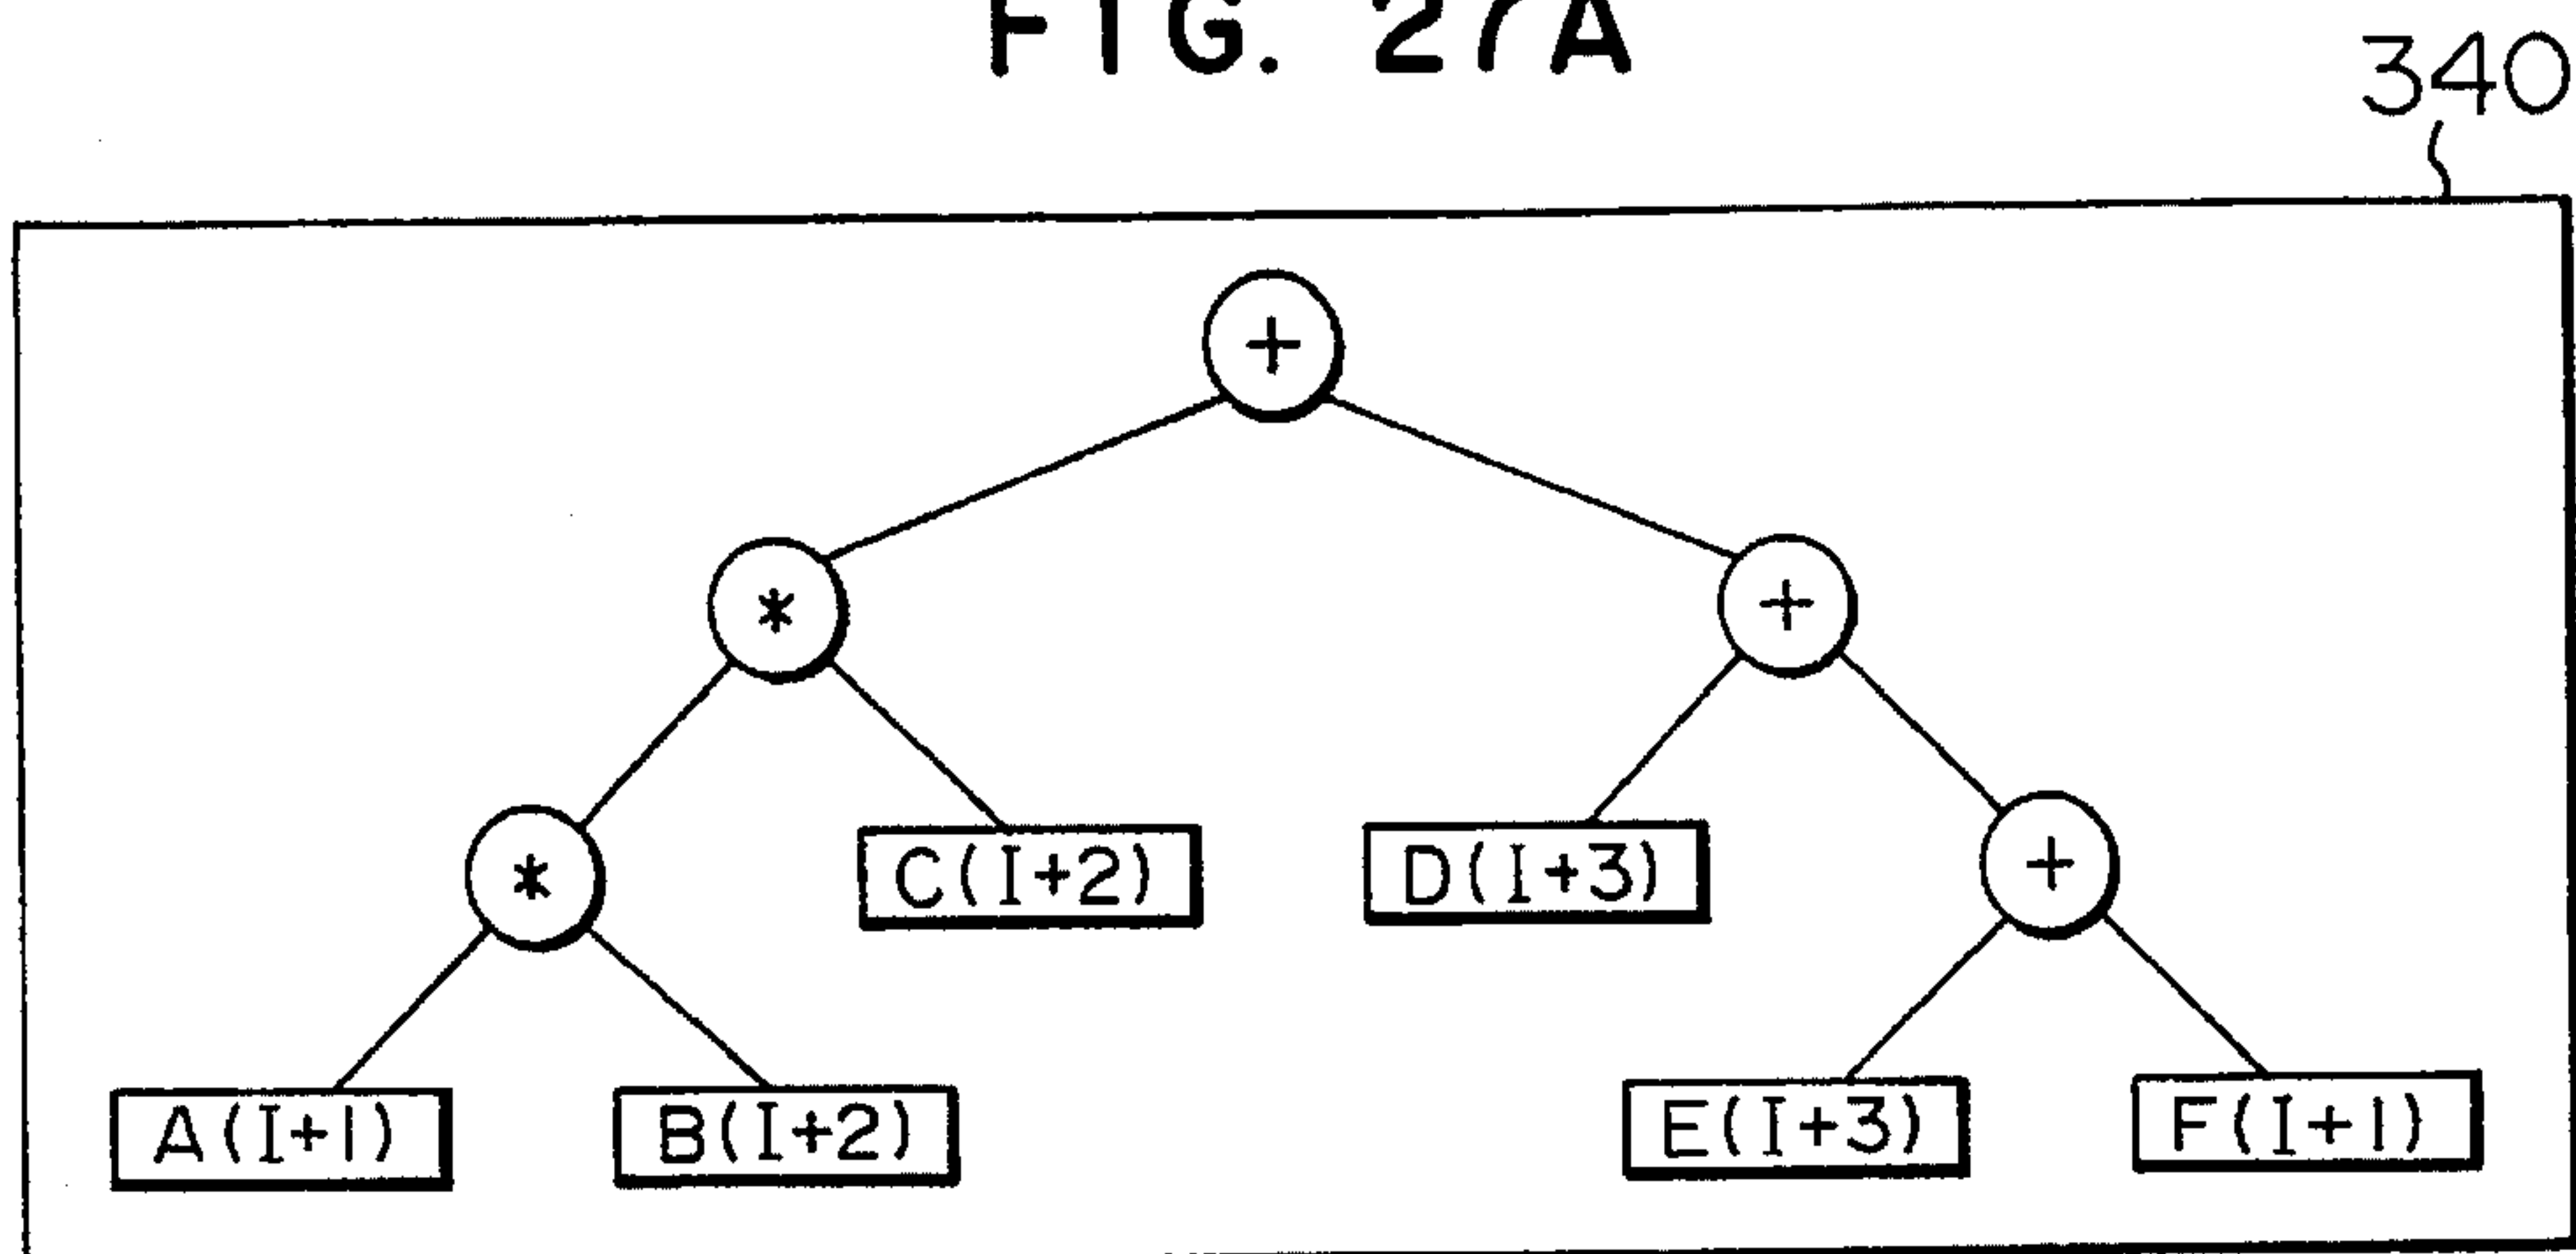 FIG. 27A
340
+
* +
* C(I+2) D(I+3) +
A(I+1) B(I+2) E(I+3) F(I+1)